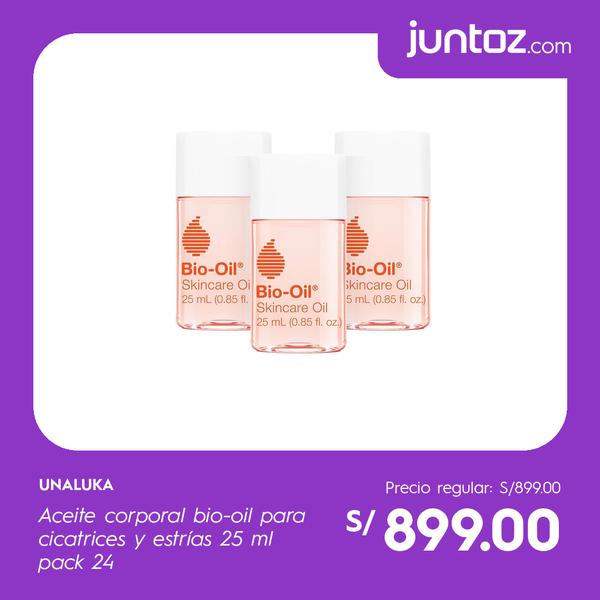 juntoz.com
Bio-Oil®
Skincare Oil
25 mL (0.85 fl. oz.)
Bio-Oil®
Skincare Oil
25 mL (0.85 fl.
Bio-Oil®
Skincare Oil
5 mL (0.85 fl. oz.)
UNALUKA
Aceite corporal bio-oil para
cicatrices y estrías 25 ml
pack 24
Precio regular: S/899.00
S/ 899.00